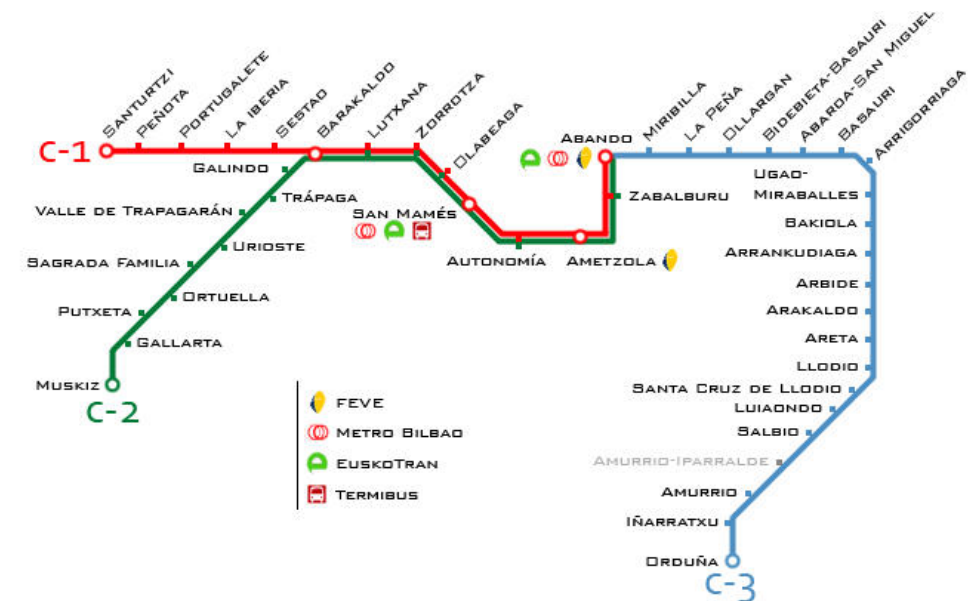 C-1
SANTURTZI
PEÑOTA
PORTUGALETE
LA IBERIA
SESTAO
BARAKALDO
LUTXANA
ZORROTZA
OLABEAGA
SAN MAMÉS
AUTONOMÍA
AMETZOLA
ZABALBURU
ABANDO
MIRIBILLA
LA PEÑA
OLLARGAN
BIDEBIETA-BASAURI
ABAROA-SAN MIGUEL
BASAURI
ARRIGORRIAGA
UGAO-
MIRABALLES
BAKIOLA
ARRANKUDIAGA
ARBIDE
ARAKALDO
ARETA
LLODIO
SANTA CRUZ DE LLODIO
LUIAONDO
SALBIO
AMURRIO-IPARRALDE
AMURRIO
IÑARRATXU
ORDUÑA
C-3
GALINDO
TRÁPAGA
VALLE DE TRAPAGARÁN
URIOSTE
SAGRADA FAMILIA
ORTUELLA
PUTXETA
GALLARTA
MUSKIZ
C-2
FEVE
METRO BILBAO
EUSKOTRAN
TERMIBUS